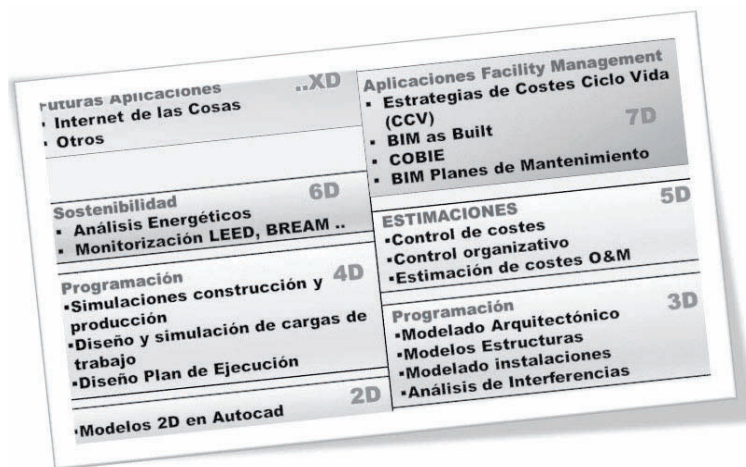 Futuras Aplicaciones ..XD
▪ Internet de las Cosas
▪ Otros
Sostenibilidad 6D
▪ Análisis Energéticos
▪ Monitorización LEED, BREAM ..
Programación 4D
▪Simulaciones construcción y
producción
▪Diseño y simulación de cargas de
trabajo
▪Diseño Plan de Ejecución
2D
▪Modelos 2D en Autocad
Aplicaciones Facility Management
▪ Estrategias de Costes Ciclo Vida
(CCV) 7D
▪ BIM as Built
▪ COBIE
▪ BIM Planes de Mantenimiento
ESTIMACIONES 5D
▪Control de costes
▪Control organizativo
▪Estimación de costes O&M
Programación 3D
▪Modelado Arquitectónico
▪Modelos Estructuras
▪Modelado instalaciones
▪Análisis de Interferencias